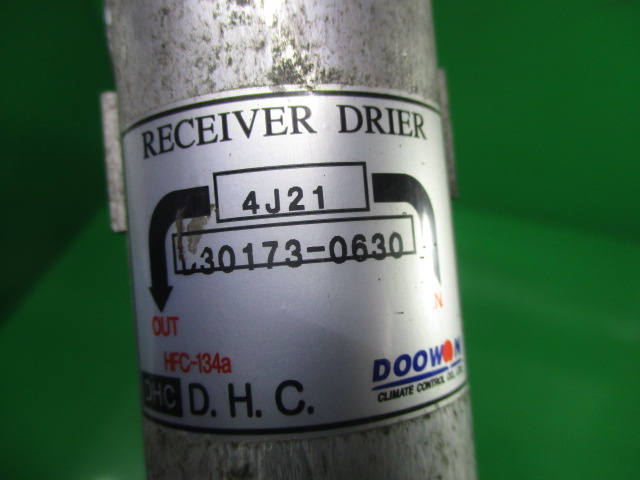 RECEIVER DRIER
4J21
30173-0630
OUT
HFC-134a
DHC D. H. C.
DOOWON
CLIMATE CONTROL CO., LTD.